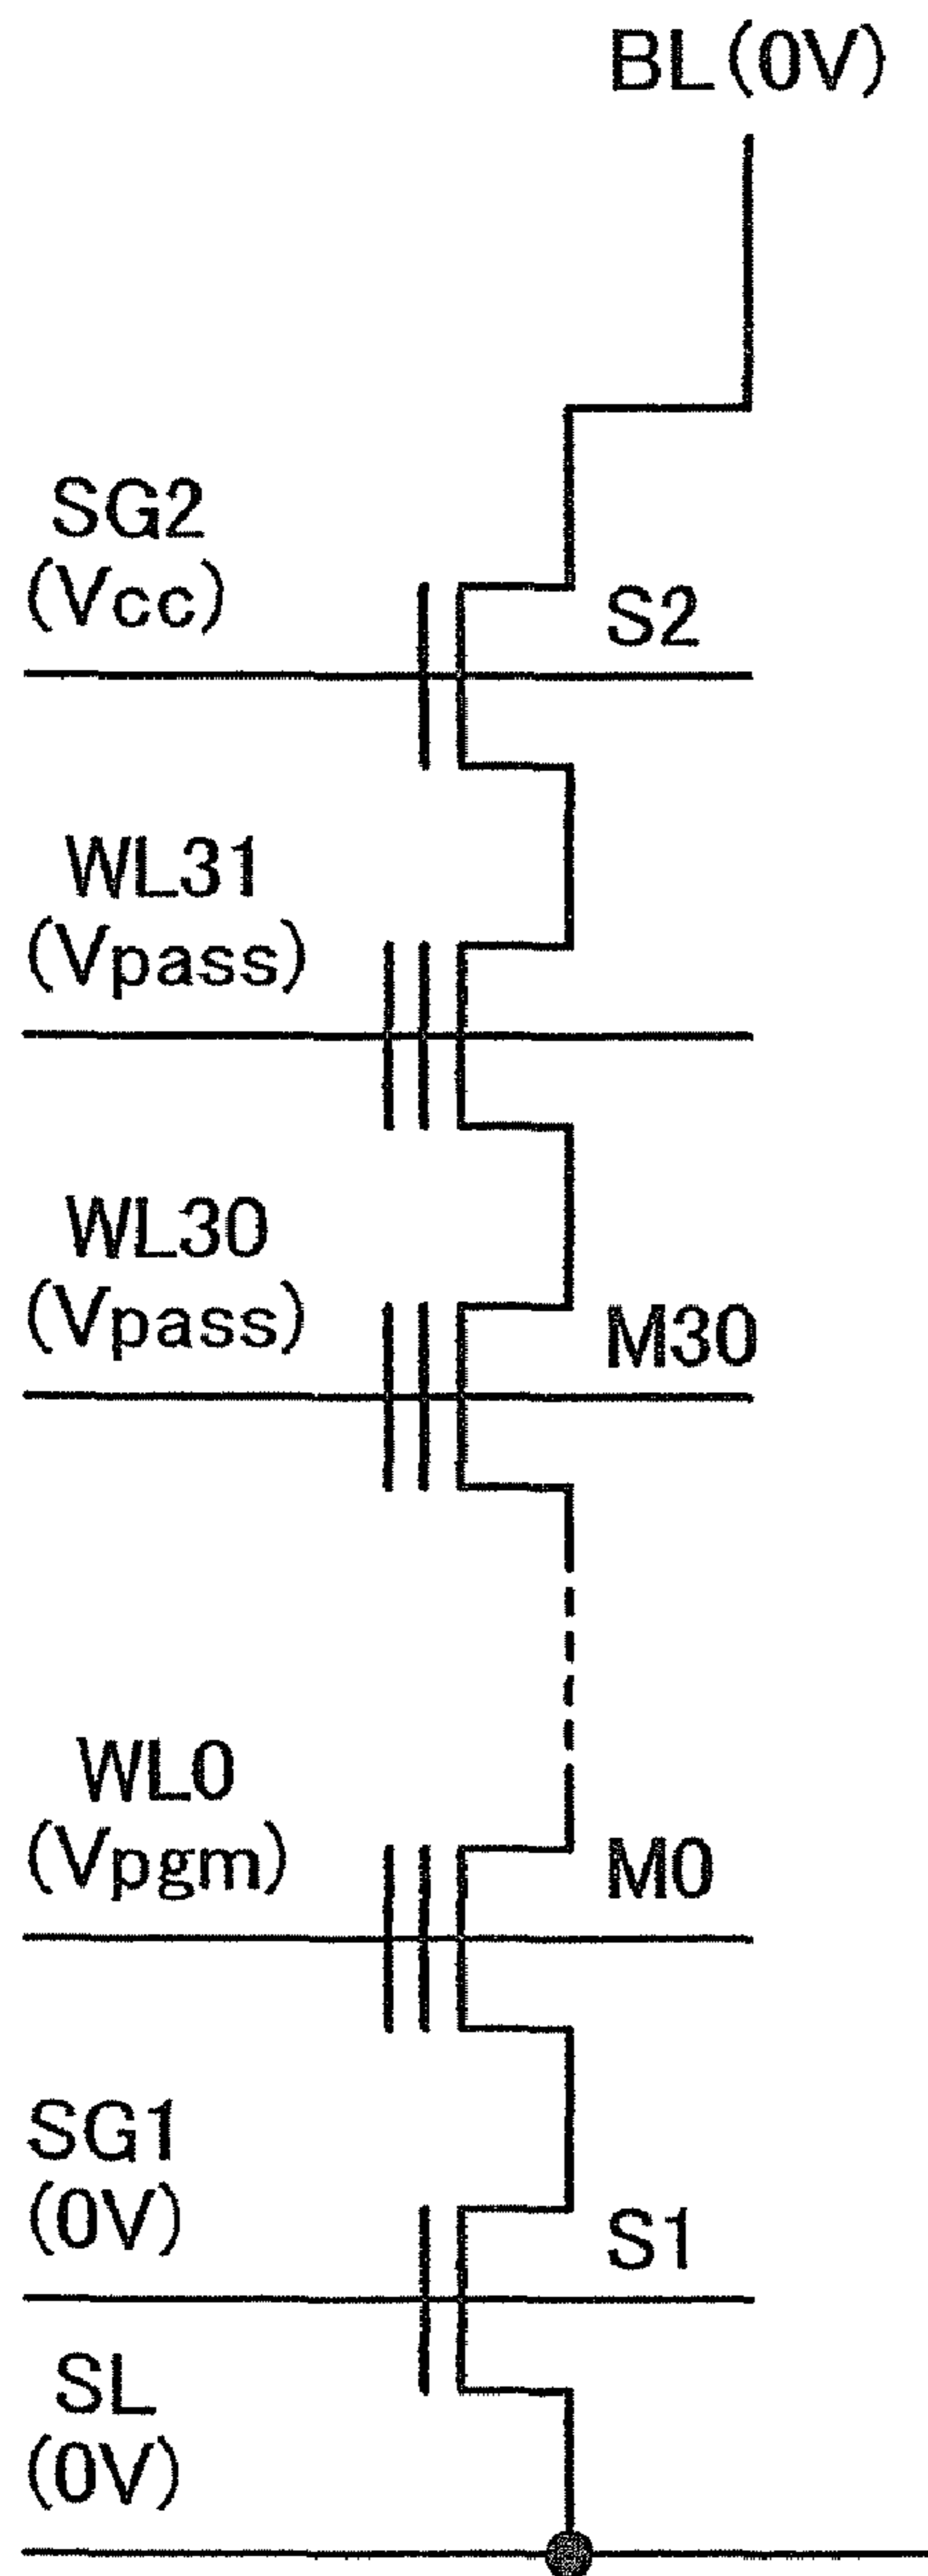 BL(0V)
SG2
(Vcc)
S2
WL31
(Vpass)
WL30
(Vpass)
M30
WL0
(Vpgm)
M0
SG1
(0V)
S1
SL
(0V)